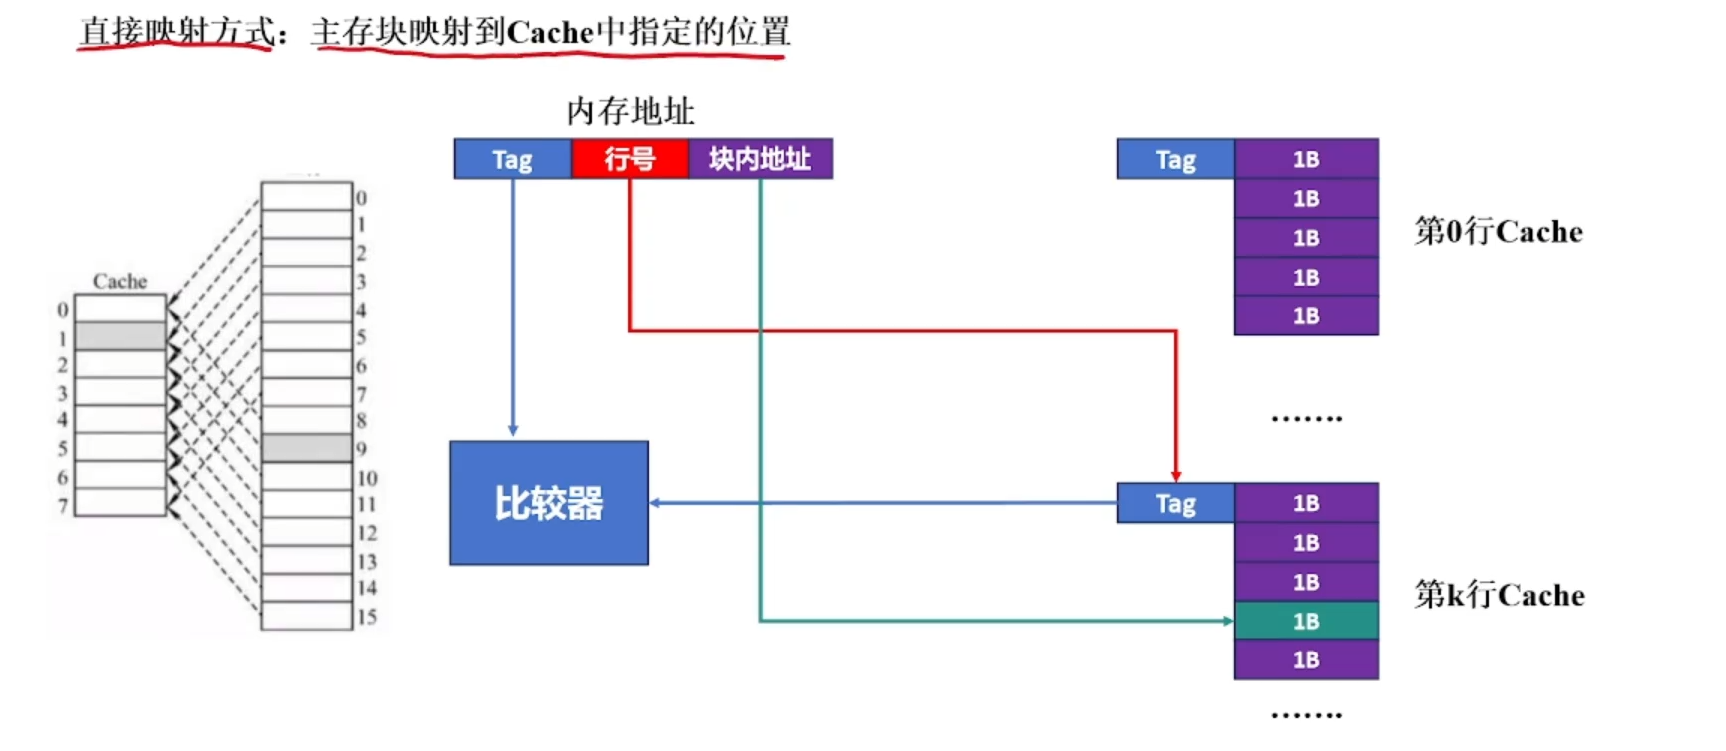 直接映射方式：主存块映射到Cache中指定的位置
内存地址
Tag 行号 块内地址
Cache
0
1
2
3
4
5
6
7
0
1
2
3
4
5
6
7
8
9
10
11
12
13
14
15
比较器
Tag 1B
1B
1B
1B
1B
第0行Cache
.......
Tag 1B
1B
1B
1B
1B
第k行Cache
.......